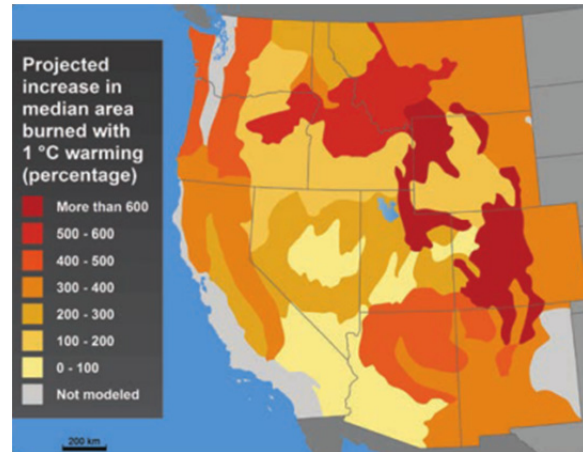 Projected
increase in
median area
burned with
1 °C warming
(percentage)
More than 600
500 - 600
400 - 500
300 - 400
200 - 300
100 - 200
0 - 100
Not modeled
200 km